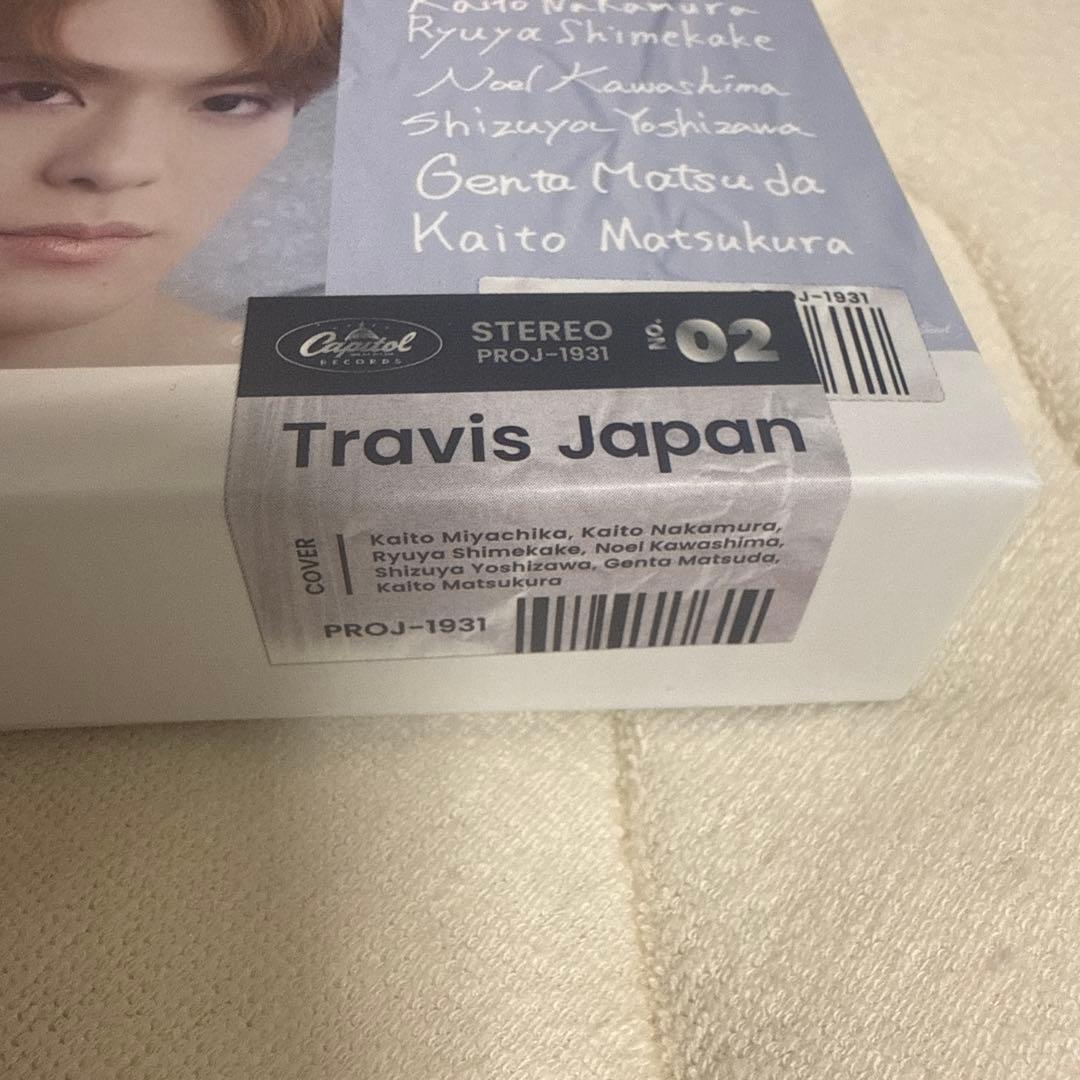 Kaito Nakamura
Ryuya Shimekake
Noel Kawashima
Shizuya Yoshizawa
Genta Matsuda
Kaito Matsukura
J-1931
Capitol
RECORDS
STEREO
PROJ-1931
NO.
02
Travis Japan
COVER
Kaito Miyachika, Kaito Nakamura,
Ryuya Shimekake, Noel Kawashima,
Shizuya Yoshizawa, Genta Matsuda,
Kaito Matsukura
PROJ-1931